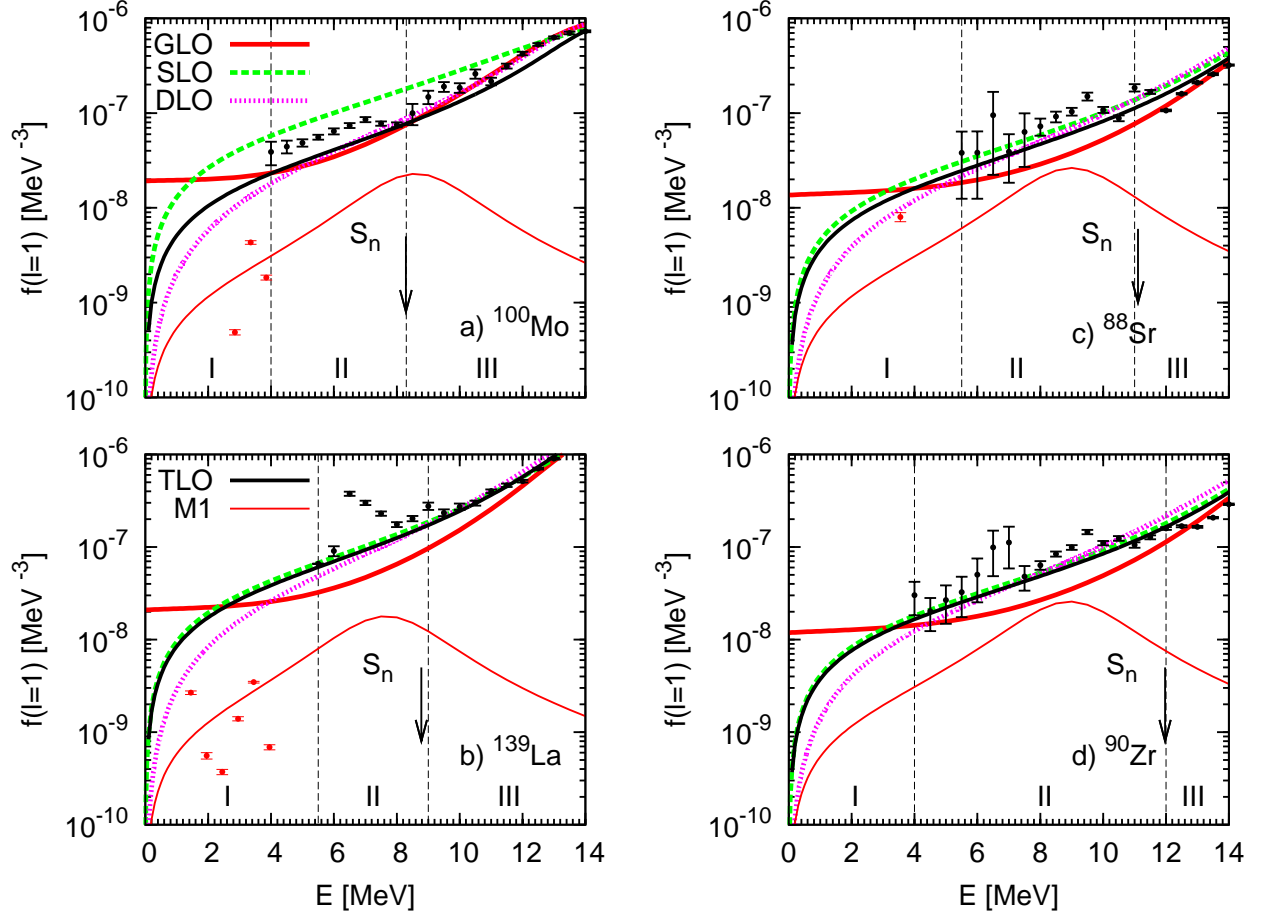 GLO
SLO
DLO
f(l=1) [MeV -3]
10-6
10-7
10-8
10-9
10-10
Sn
a) 100Mo
I II III
f(l=1) [MeV -3]
10-6
10-7
10-8
10-9
10-10
Sn
c) 88Sr
I II III
TLO
M1
f(l=1) [MeV -3]
10-6
10-7
10-8
10-9
10-10
Sn
b) 139La
I II III
0 2 4 6 8 10 12 14
E [MeV]
f(l=1) [MeV -3]
10-6
10-7
10-8
10-9
10-10
Sn
d) 90Zr
I II III
0 2 4 6 8 10 12 14
E [MeV]